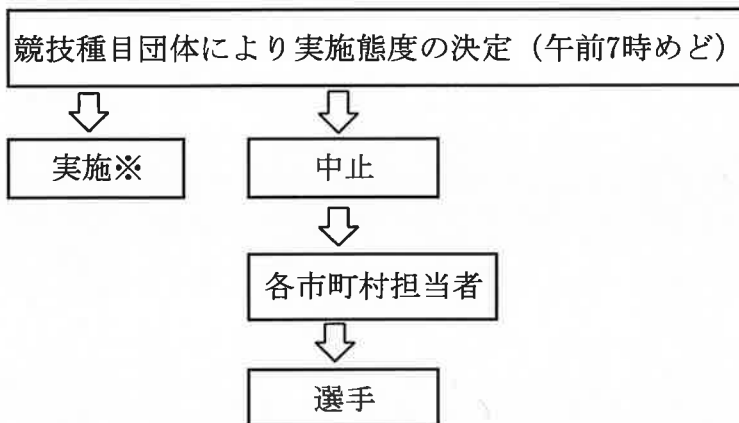 競技種目団体により実施態度の決定（午前7時めど）
実施※
中止
各市町村担当者
選手